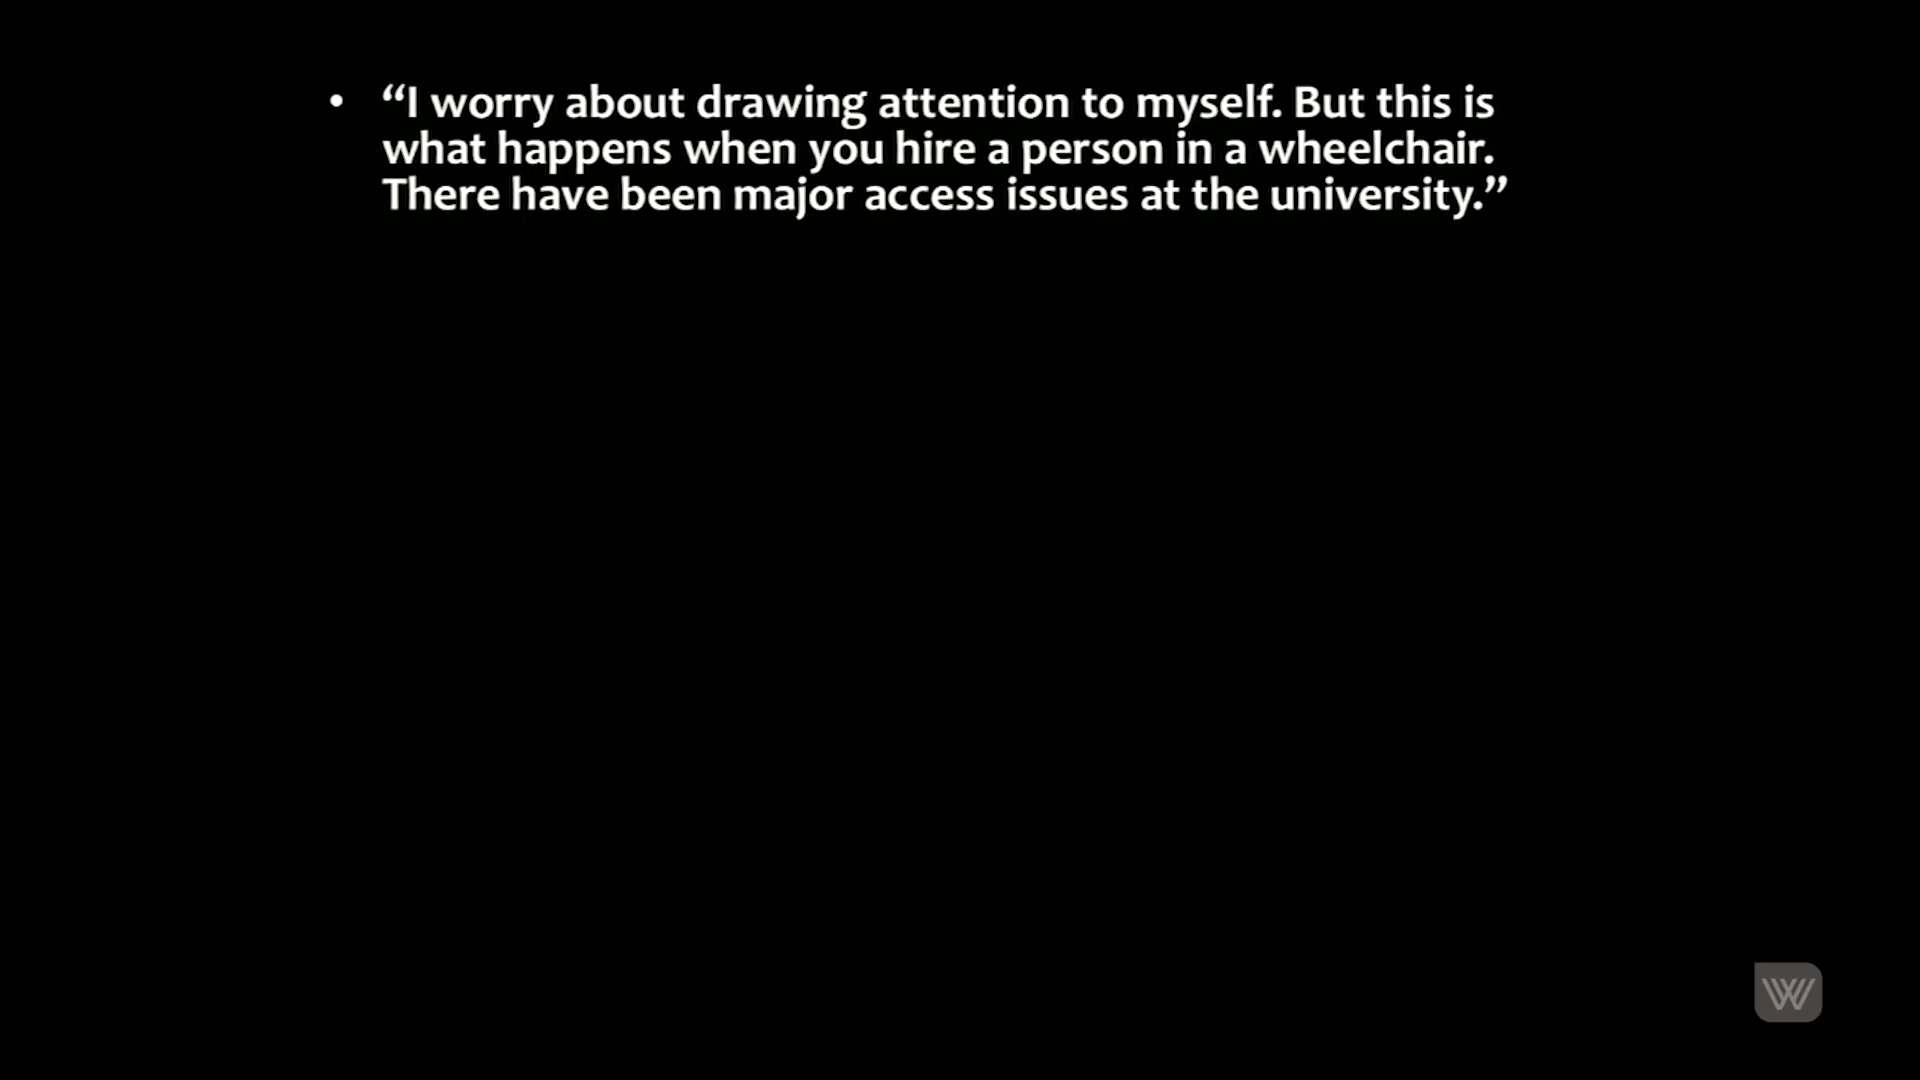 • “I worry about drawing attention to myself. But this is
what happens when you hire a person in a wheelchair.
There have been major access issues at the university.”
W